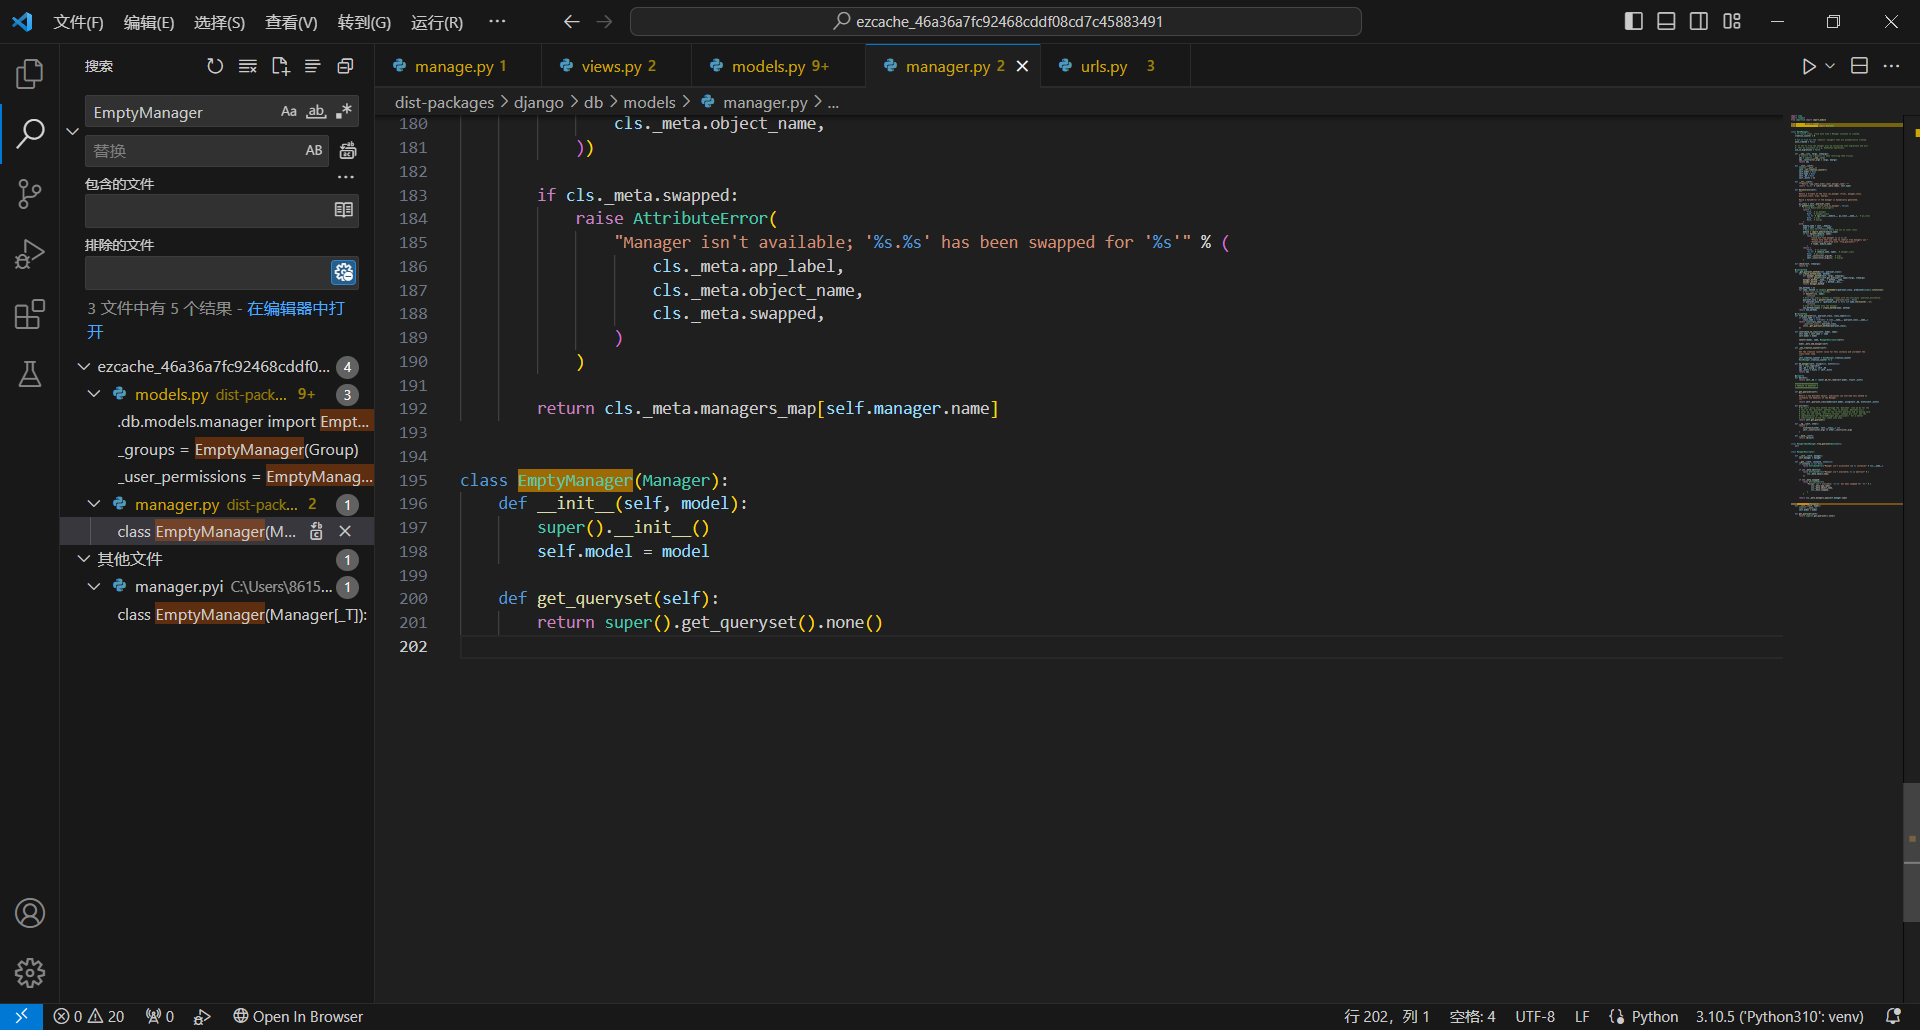 文件(F) 编辑(E) 选择(S) 查看(V) 转到(G) 运行(R) ··· ezcache_46a36a7fc92468cddf08cd7c45883491
搜索
EmptyManager Aa ab .*
替换 AB
包含的文件
排除的文件
3 文件中有 5 个结果 - 在编辑器中打
开
ezcache_46a36a7fc92468cddf0... 4
models.py dist-pack... 9+ 3
.db.models.manager import Empt...
_groups = EmptyManager(Group)
_user_permissions = EmptyManag...
manager.py dist-pack... 2 1
class EmptyManager(M...
其他文件 1
manager.pyi C:\Users\8615... 1
class EmptyManager(Manager[_T]):
manage.py 1 views.py 2 models.py 9+ manager.py 2 urls.py 3
dist-packages > django > db > models > manager.py > ...
180 cls._meta.object_name,
181 ))
182
183 if cls._meta.swapped:
184 raise AttributeError(
185 "Manager isn't available; '%s.%s' has been swapped for '%s'" % (
186 cls._meta.app_label,
187 cls._meta.object_name,
188 cls._meta.swapped,
189 )
190 )
191
192 return cls._meta.managers_map[self.manager.name]
193
194
195 class EmptyManager(Manager):
196 def __init__(self, model):
197 super().__init__()
198 self.model = model
199
200 def get_queryset(self):
201 return super().get_queryset().none()
202
0 20 0 Open In Browser 行 202，列 1 空格: 4 UTF-8 LF Python 3.10.5 ('Python310': venv)